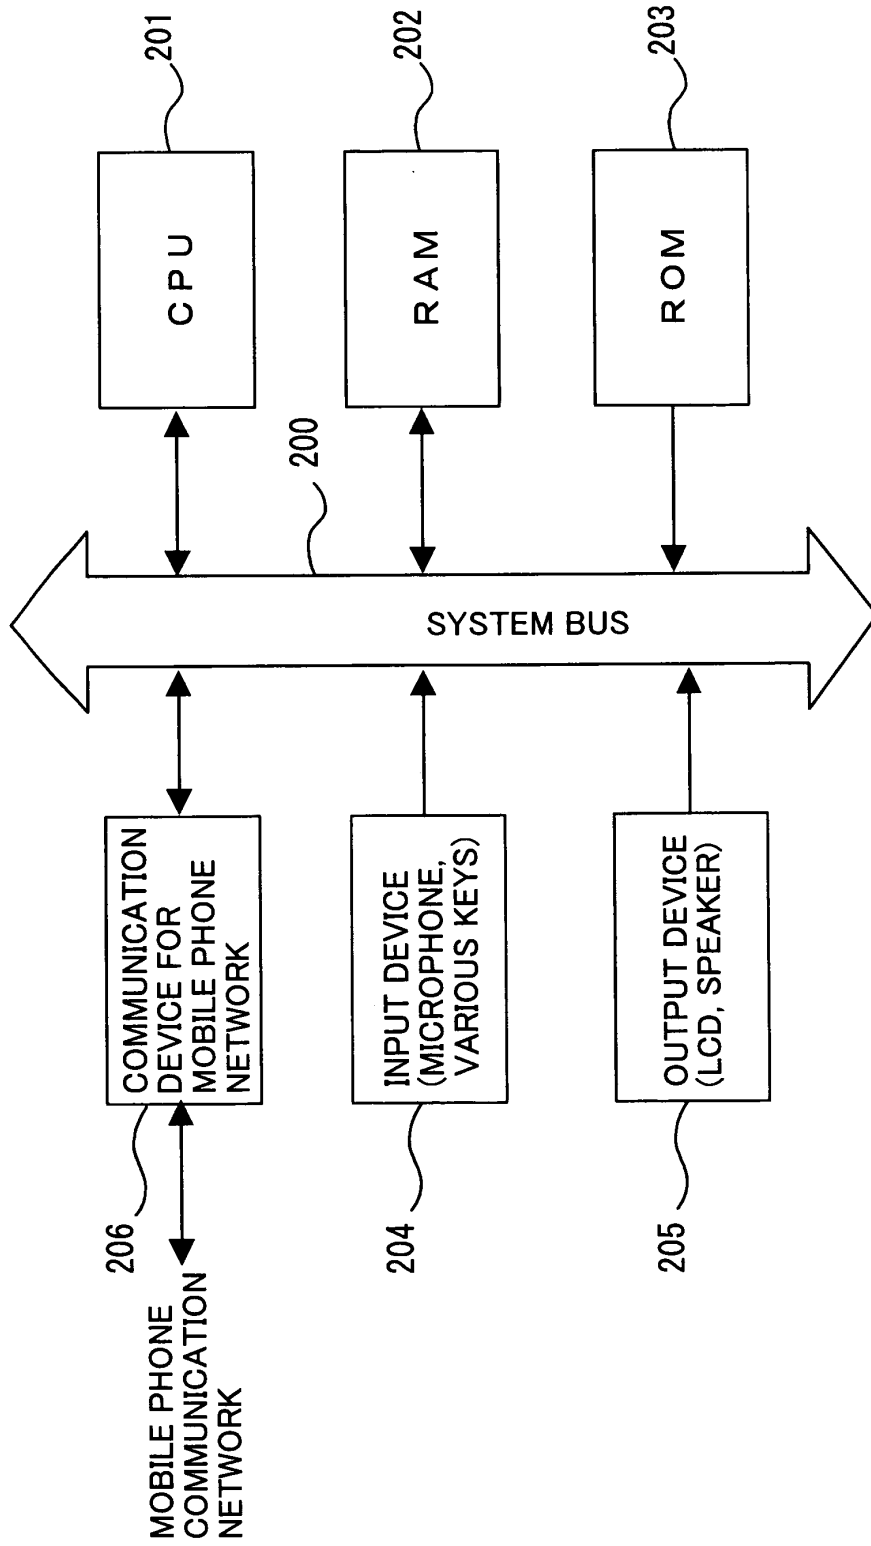 201
CPU
202
RAM
203
ROM
200
SYSTEM BUS
COMMUNICATION
DEVICE FOR
MOBILE PHONE
NETWORK
206
MOBILE PHONE
COMMUNICATION
NETWORK
INPUT DEVICE
(MICROPHONE,
VARIOUS KEYS)
204
OUTPUT DEVICE
(LCD, SPEAKER)
205